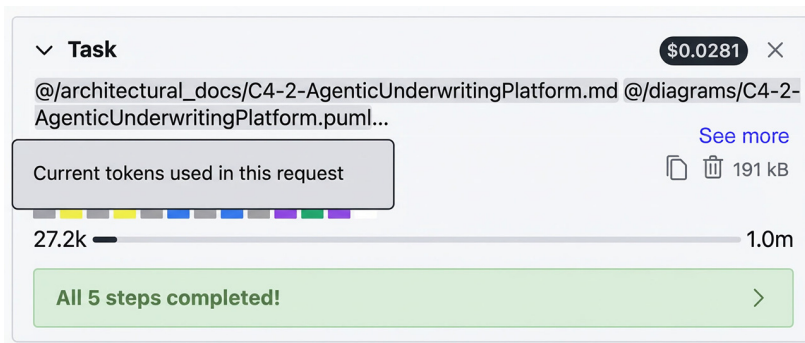 Task
$0.0281
@/architectural_docs/C4-2-AgenticUnderwritingPlatform.md @/diagrams/C4-2-
AgenticUnderwritingPlatform.puml...
See more
Current tokens used in this request
191 kB
27.2k
1.0m
All 5 steps completed!